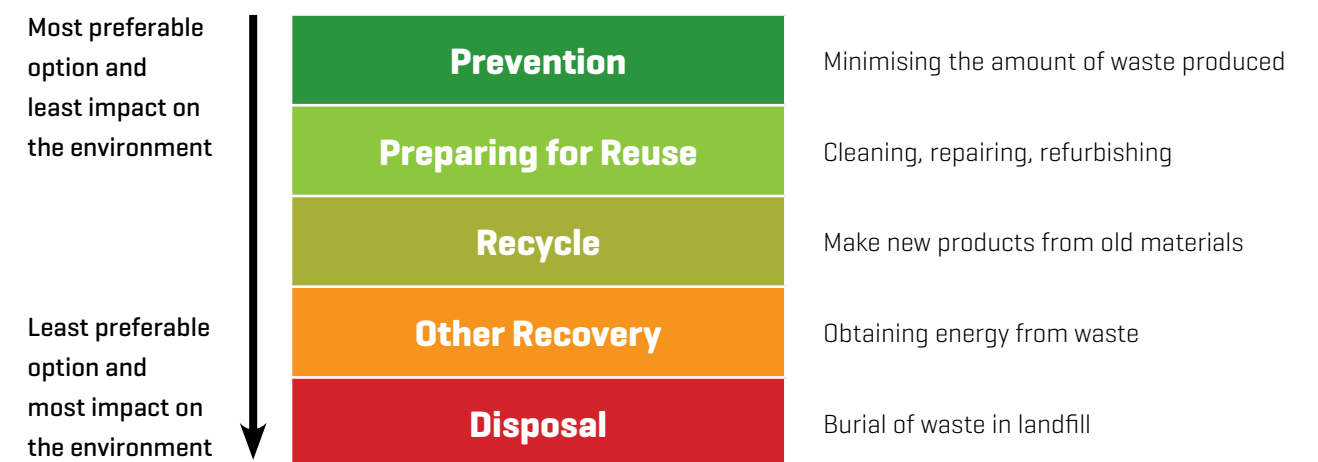 Most preferable
option and
least impact on
the environment
Prevention
Minimising the amount of waste produced
Preparing for Reuse
Cleaning, repairing, refurbishing
Recycle
Make new products from old materials
Least preferable
option and
most impact on
the environment
Other Recovery
Obtaining energy from waste
Disposal
Burial of waste in landfill